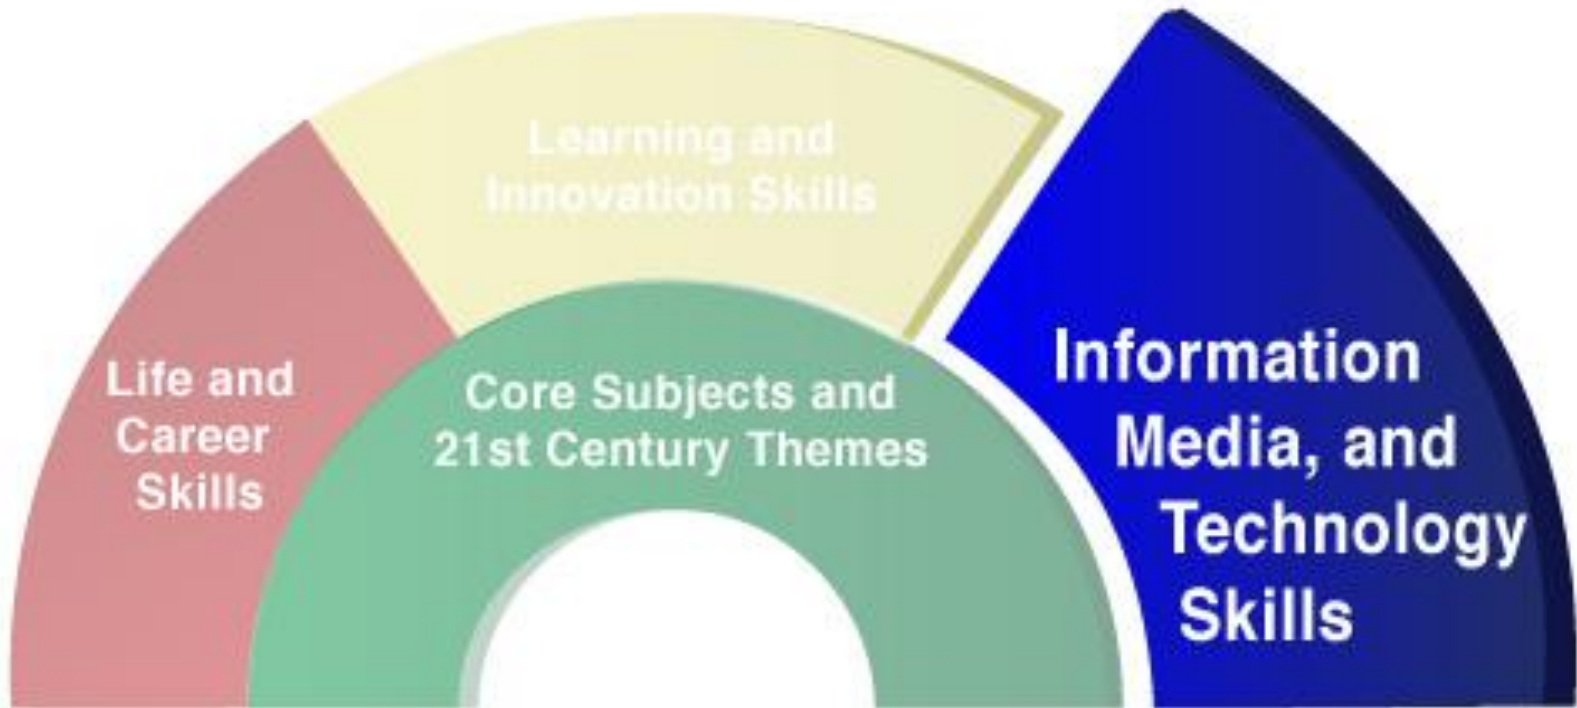 Learning and
Innovation Skills
Life and
Career
Skills
Core Subjects and
21st Century Themes
Information
Media, and
Technology
Skills